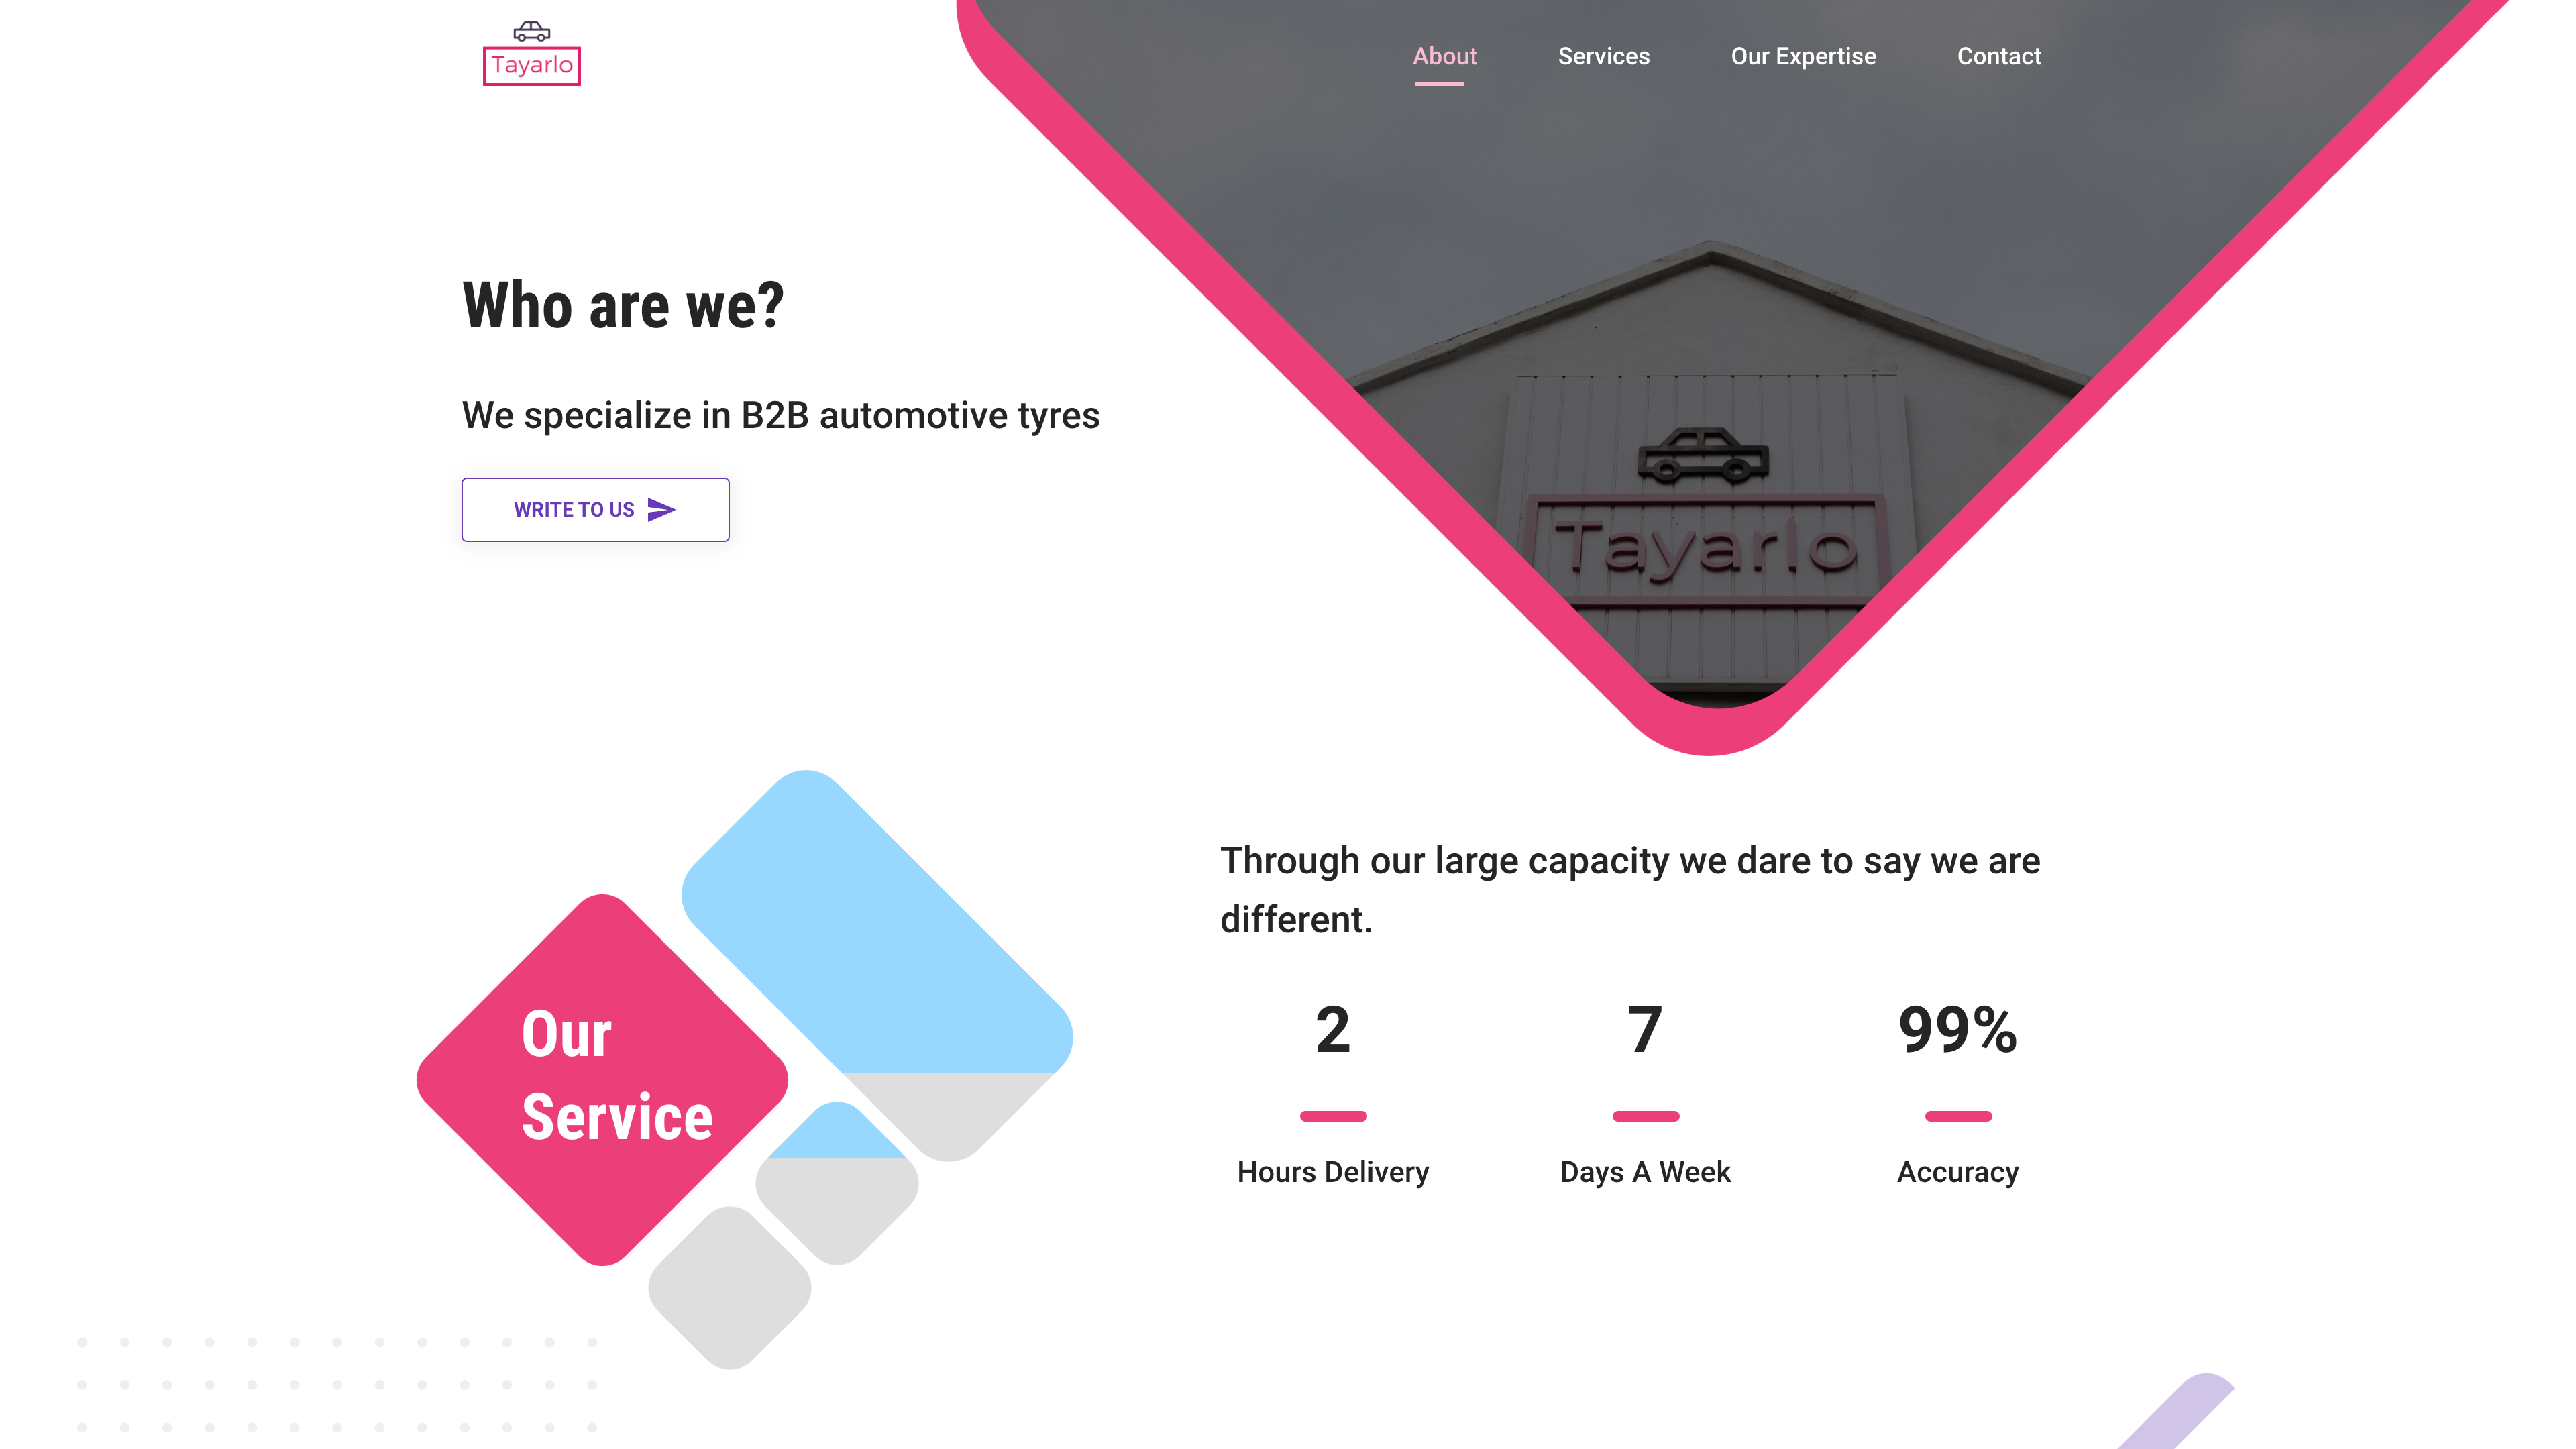 Tayarlo
About
Services
Our Expertise
Contact
Who are we?
We specialize in B2B automotive tyres
WRITE TO US
Tayarlo
Through our large capacity we dare to say we are
different.
Our
Service
2
7
99%
Hours Delivery
Days A Week
Accuracy